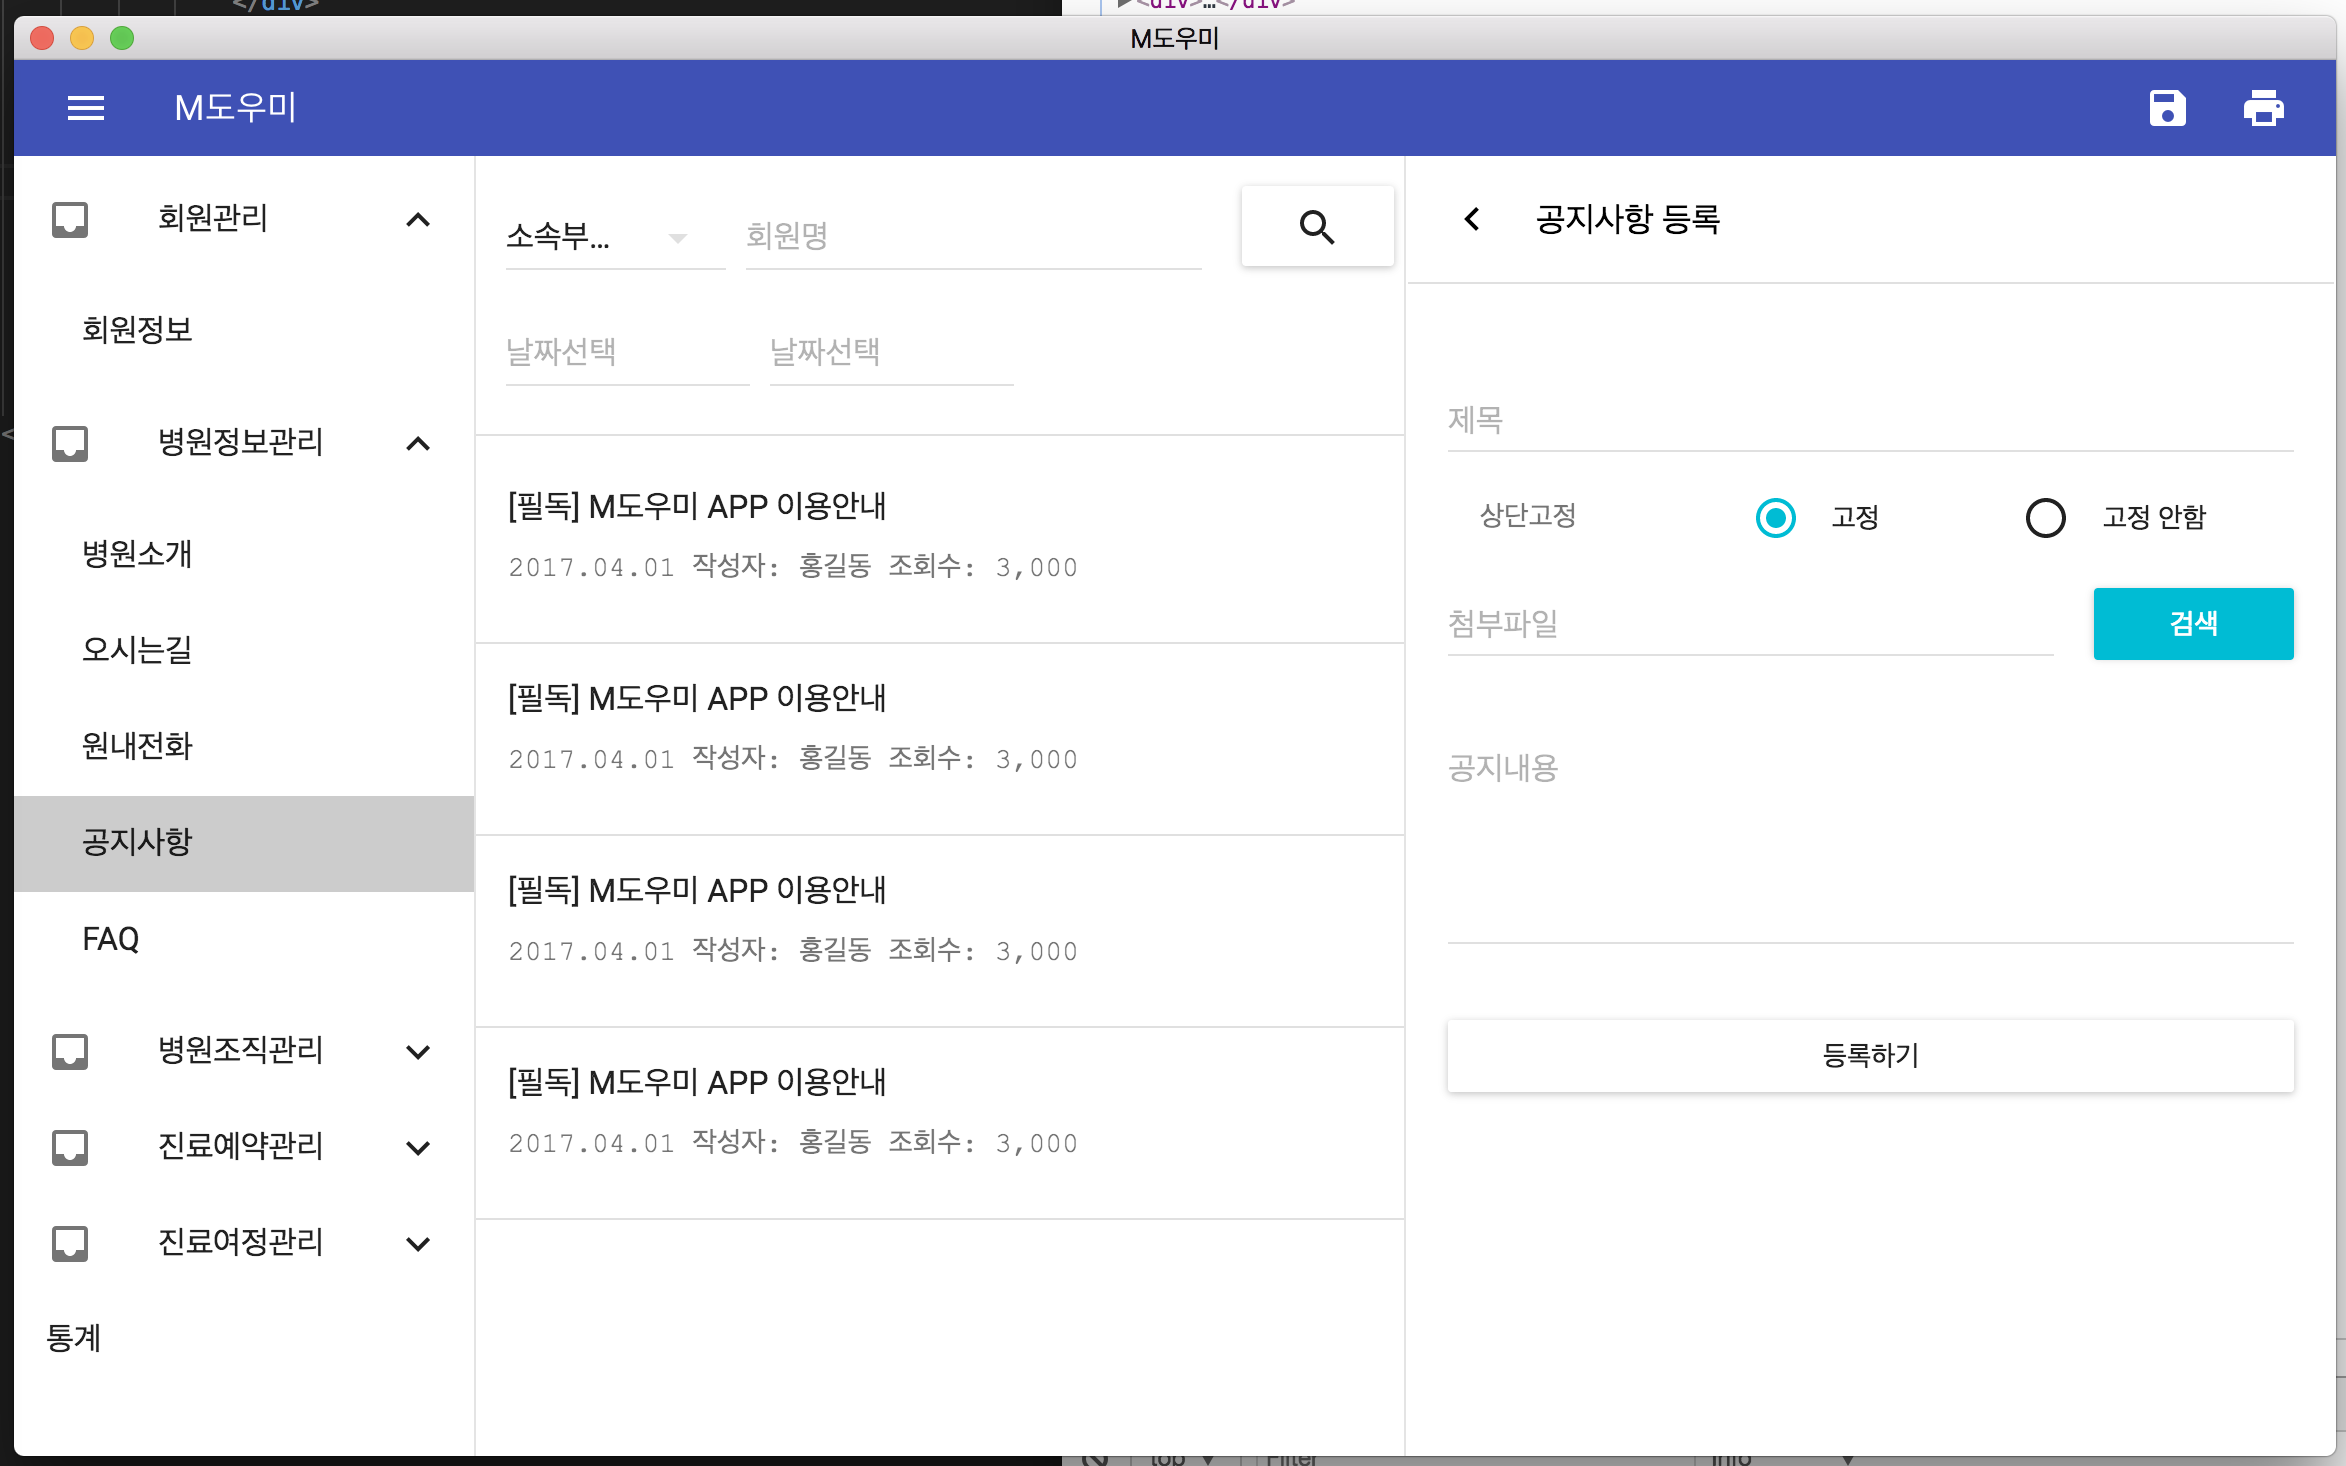 </div>
<div>…</div>
M도우미
M도우미
회원관리
회원정보
병원정보관리
병원소개
오시는길
원내전화
공지사항
FAQ
병원조직관리
진료예약관리
진료여정관리
통계
소속부...
회원명
날짜선택
날짜선택
[필독] M도우미 APP 이용안내
2017.04.01 작성자: 홍길동 조회수: 3,000
[필독] M도우미 APP 이용안내
2017.04.01 작성자: 홍길동 조회수: 3,000
[필독] M도우미 APP 이용안내
2017.04.01 작성자: 홍길동 조회수: 3,000
[필독] M도우미 APP 이용안내
2017.04.01 작성자: 홍길동 조회수: 3,000
공지사항 등록
제목
상단고정
고정
고정 안함
첨부파일
검색
공지내용
등록하기
<
top
Filter
Info